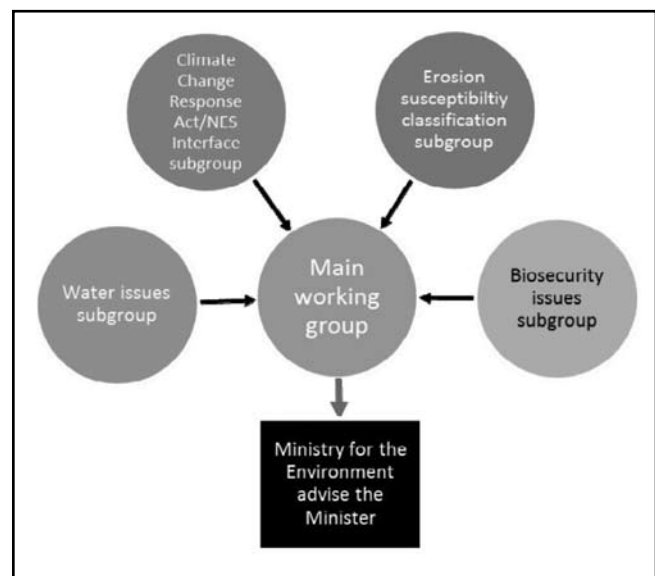 Climate
Change
Response
Act/NES
Interface
subgroup
Erosion
susceptibiltiy
classification
subgroup
Water issues
subgroup
Main
working
group
Biosecurity
issues
subgroup
Ministry for the
Environment
advise the
Minister